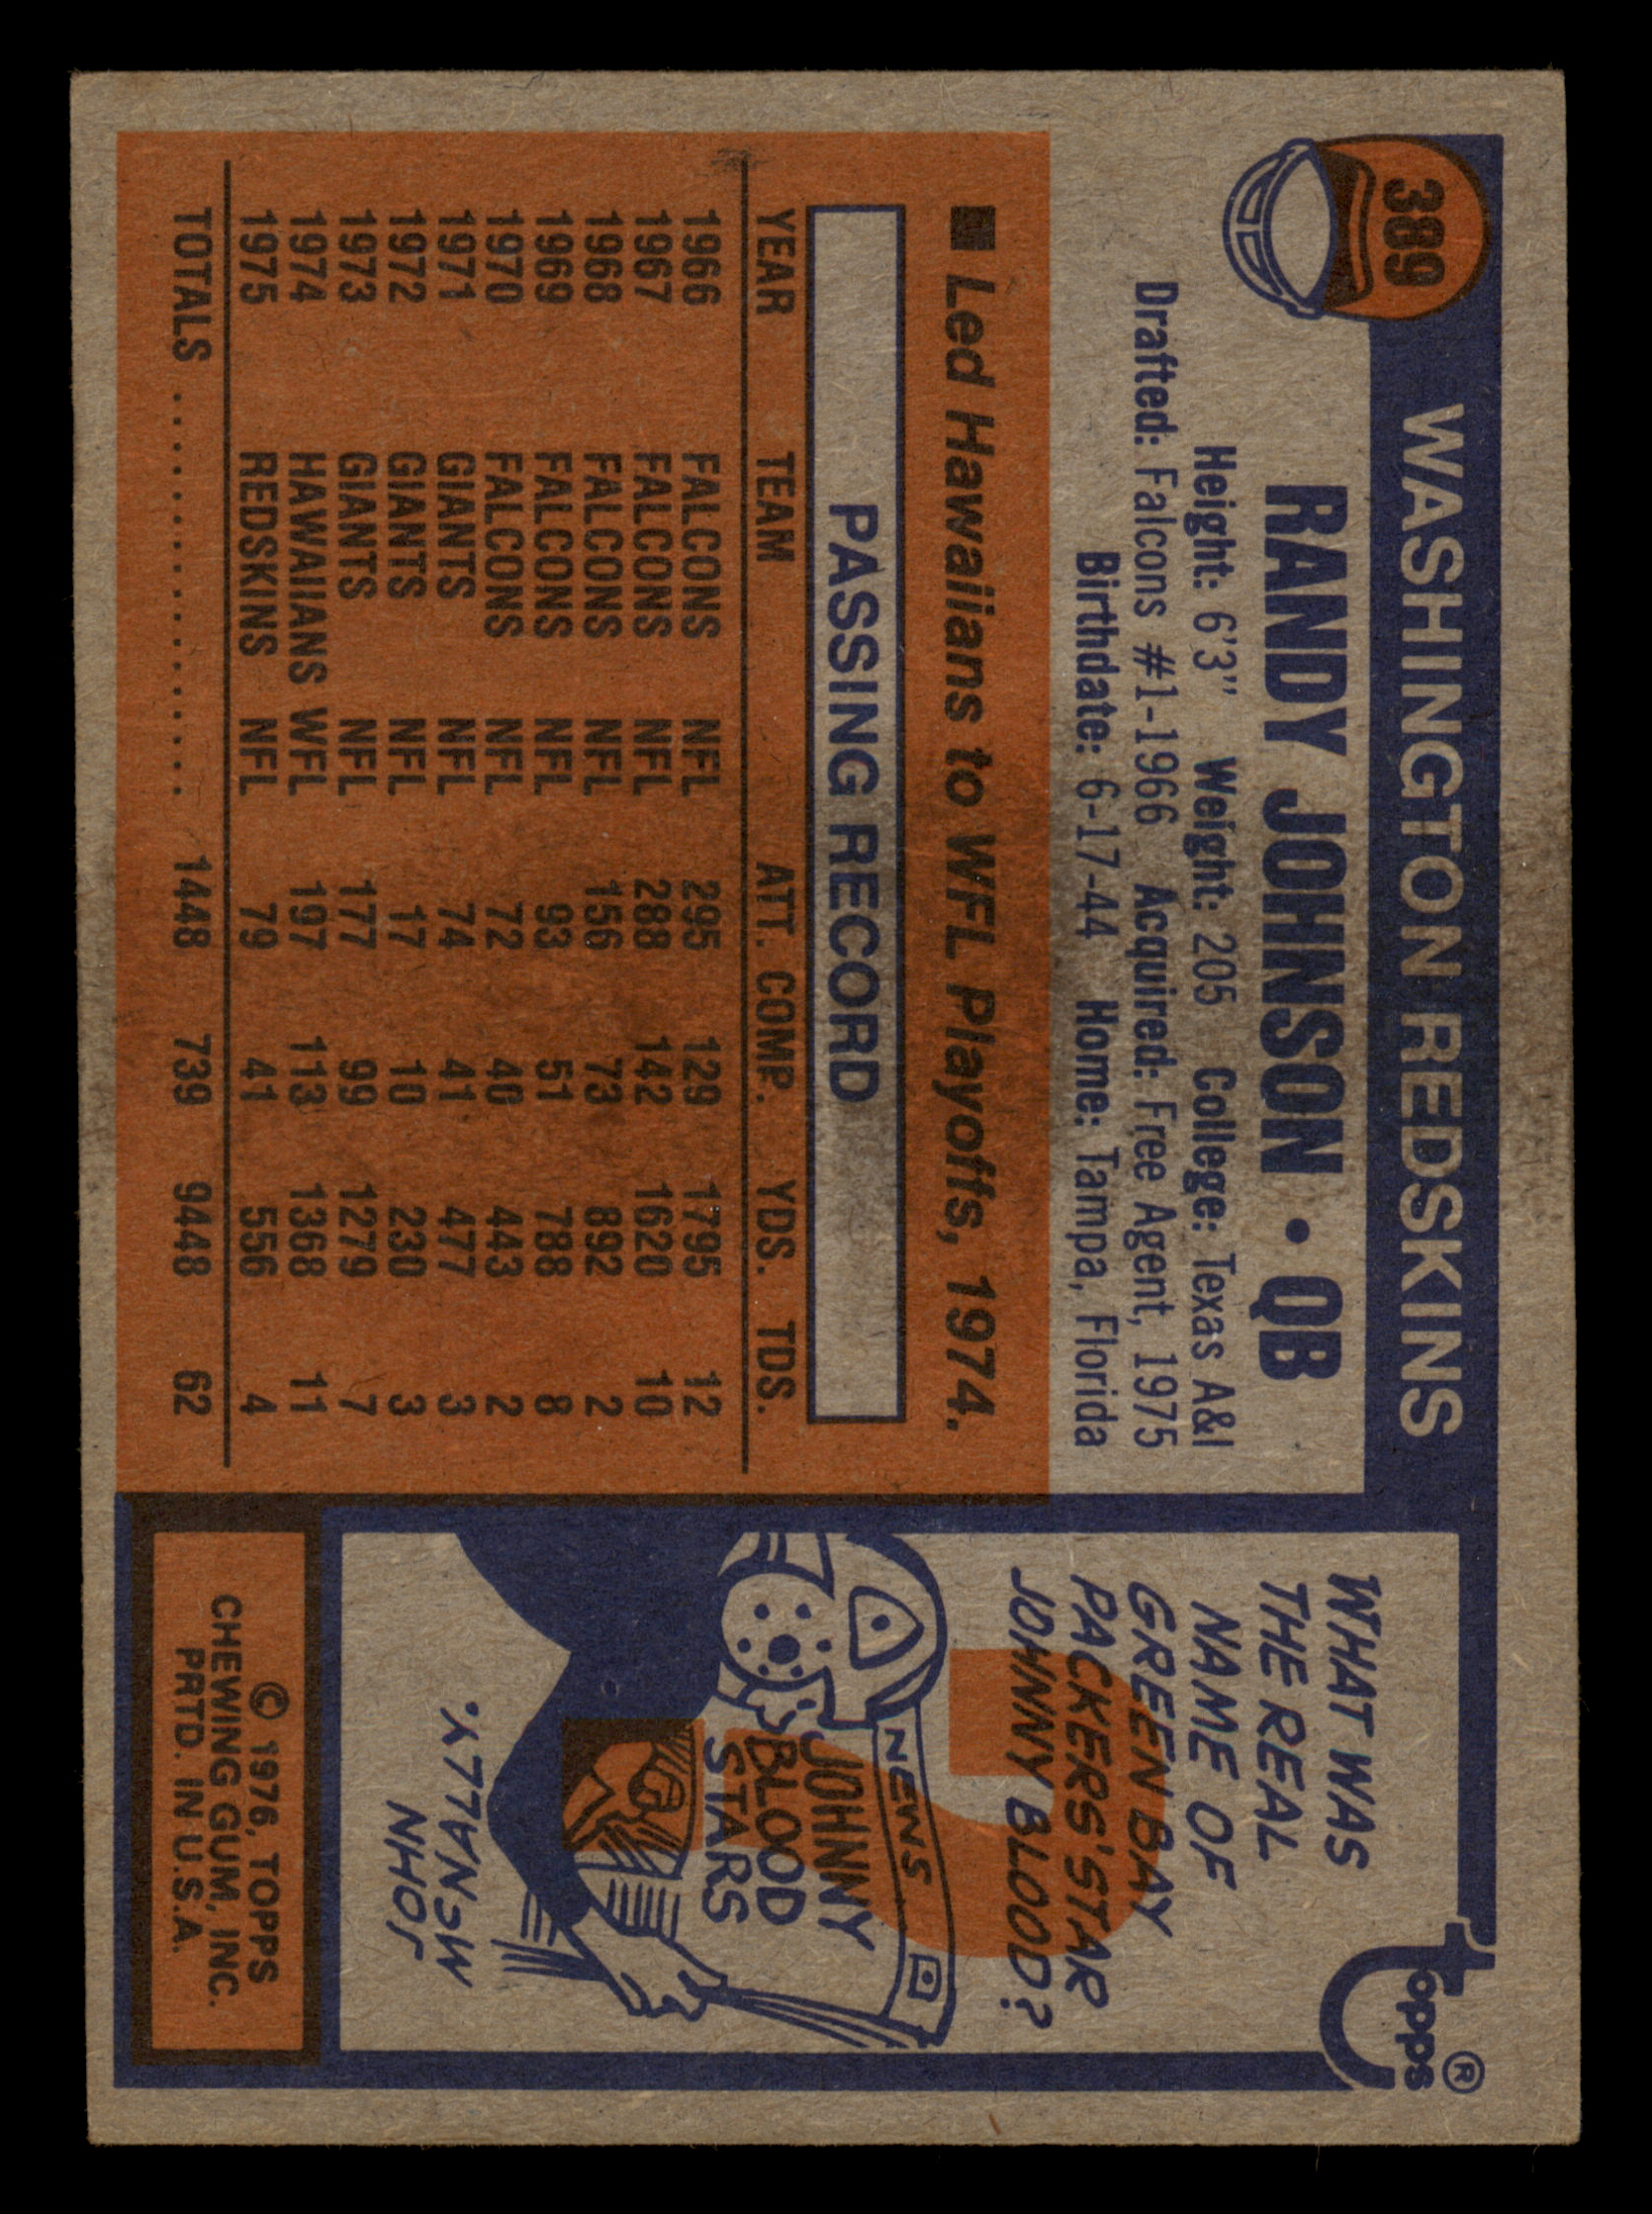 389
WASHINGTON REDSKINS
RANDY JOHNSON • QB
Height: 6'3" Weight: 205 College: Texas A&I
Drafted: Falcons #1-1966 Acquired: Free Agent, 1975
Birthdate: 6-17-44 Home: Tampa, Florida
■ Led Hawaiians to WFL Playoffs, 1974.
PASSING RECORD
YEAR TEAM ATT. COMP. YDS. TDS.
1966 FALCONS NFL 295 129 1795 12
1967 FALCONS NFL 288 142 1620 10
1968 FALCONS NFL 156 73 892 2
1969 FALCONS NFL 93 51 788 8
1970 FALCONS NFL 72 40 443 2
1971 GIANTS NFL 74 41 477 3
1972 GIANTS NFL 17 10 230 3
1973 GIANTS NFL 177 99 1279 7
1974 HAWAIIANS WFL 197 113 1368 11
1975 REDSKINS NFL 79 41 556 4
TOTALS .................. 1448 739 9448 62
topps®
WHAT WAS
THE REAL
NAME OF
GREEN BAY
PACKERS' STAR
JOHNNY BLOOD?
NEWS
JOHNNY
BLOOD
STARS
JOHN
MCNALLY.
© 1976, TOPPS
CHEWING GUM, INC.
PRTD. IN U.S.A.